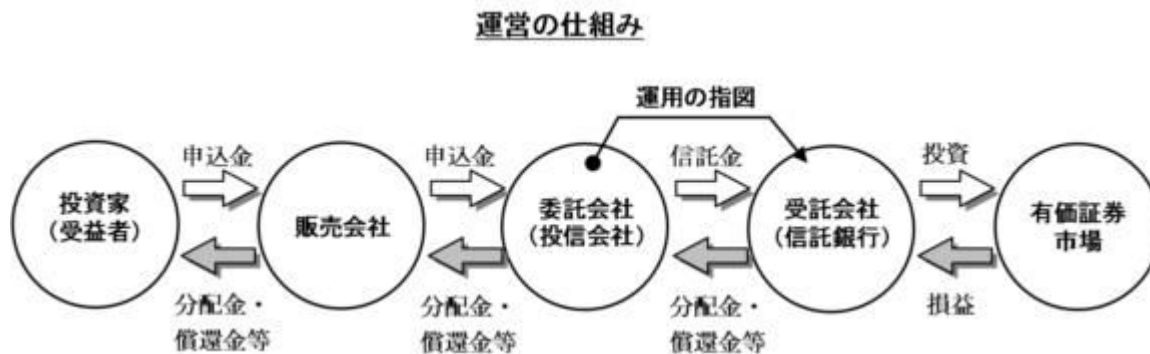 運営の仕組み
運用の指図
申込金
申込金
信託金
投資
投資家
(受益者)
販売会社
委託会社
(投信会社)
受託会社
(信託銀行)
有価証券
市場
分配金・
償還金等
分配金・
償還金等
分配金・
償還金等
損益